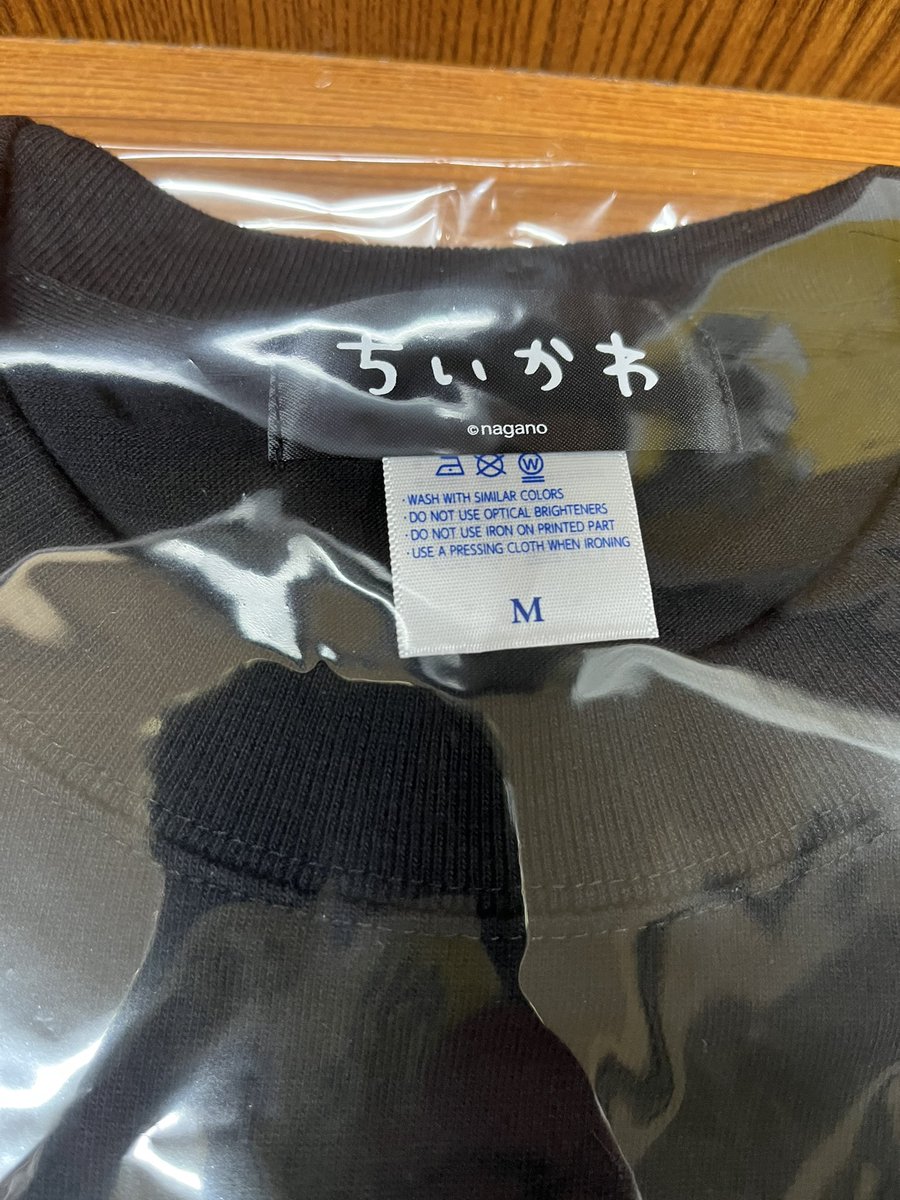 ちいかわ
©nagano
W
· WASH WITH SIMILAR COLORS
· DO NOT USE OPTICAL BRIGHTENERS
· DO NOT USE IRON ON PRINTED PART
· USE A PRESSING CLOTH WHEN IRONING
M